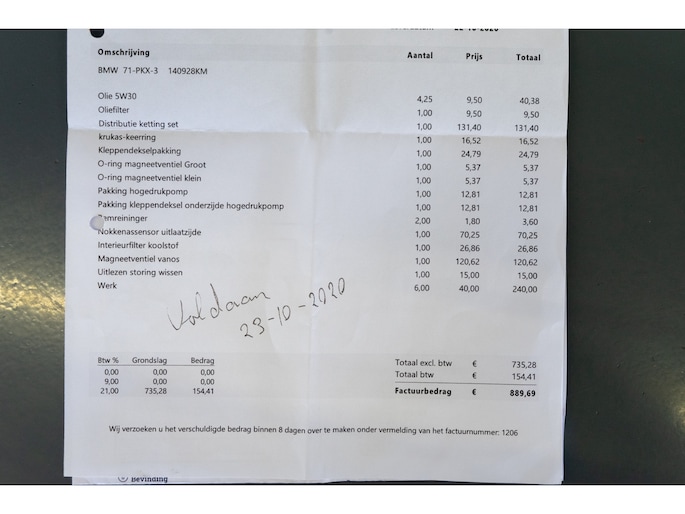 22-10-2020
Omschrijving Aantal Prijs Totaal
BMW 71-PKX-3 140928KM
Olie 5W30 4,25 9,50 40,38
Oliefilter 1,00 9,50 9,50
Distributie ketting set 1,00 131,40 131,40
krukas-keerring 1,00 16,52 16,52
Kleppendekselpakking 1,00 24,79 24,79
O-ring magneetventiel Groot 1,00 5,37 5,37
O-ring magneetventiel klein 1,00 5,37 5,37
Pakking hogedrukpomp 1,00 12,81 12,81
Pakking kleppendeksel onderzijde hogedrukpomp 1,00 12,81 12,81
emreininger 2,00 1,80 3,60
Nokkenassensor uitlaatzijde 1,00 70,25 70,25
Interieurfilter koolstof 1,00 26,86 26,86
Magneetventiel vanos 1,00 120,62 120,62
Uitlezen storing wissen 1,00 15,00 15,00
Werk 6,00 40,00 240,00
Voldaan
23-10-2020
Btw % Grondslag Bedrag
0,00 0,00 0,00
9,00 0,00 0,00
21,00 735,28 154,41
Totaal excl. btw € 735,28
Totaal btw € 154,41
Factuurbedrag € 889,69
Wij verzoeken u het verschuldigde bedrag binnen 8 dagen over te maken onder vermelding van het factuurnummer: 1206
Bevinding